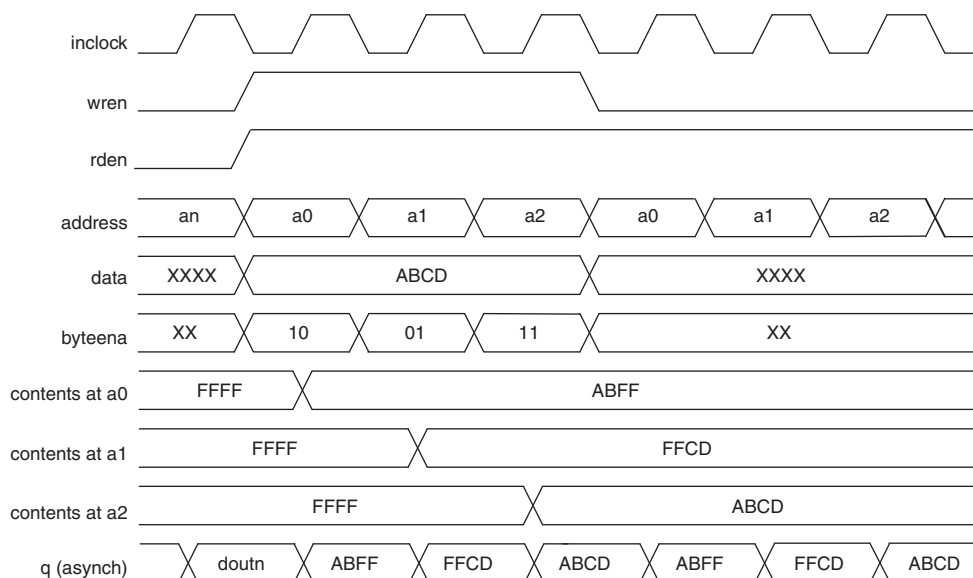 inclock
wren
rden
address an a0 a1 a2 a0 a1 a2
data XXXX ABCD XXXX
byteena XX 10 01 11 XX
contents at a0 FFFF ABFF
contents at a1 FFFF FFCD
contents at a2 FFFF ABCD
q (asynch) doutn ABFF FFCD ABCD ABFF FFCD ABCD